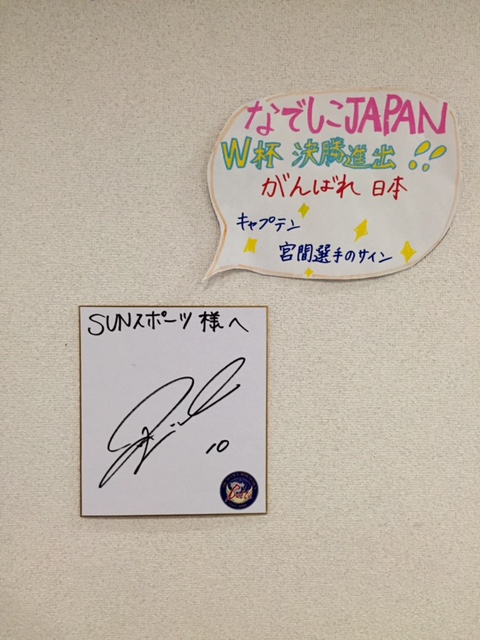 なでしこJAPAN
W杯 決勝進出!!
がんばれ 日本
キャプテン
宮間選手のサイン
SUNスポーツ 様へ
10